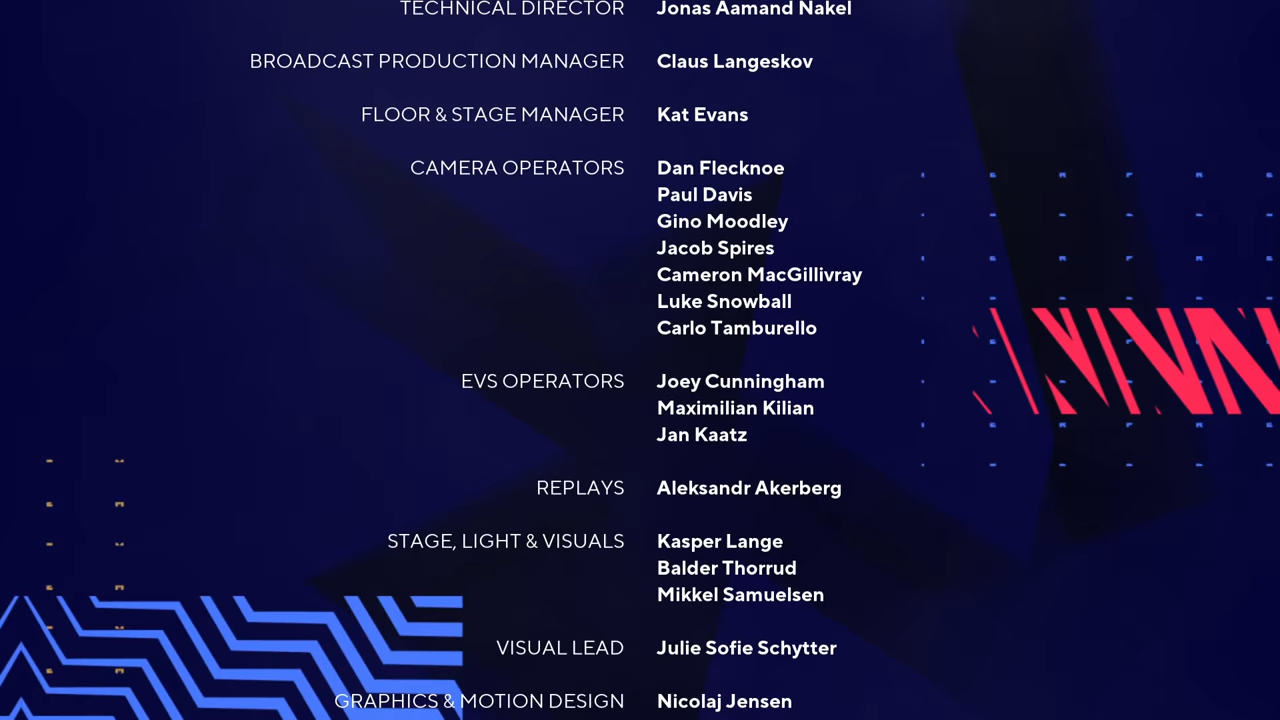 TECHNICAL DIRECTOR Jonas Aamand Nakel
BROADCAST PRODUCTION MANAGER Claus Langeskov
FLOOR & STAGE MANAGER Kat Evans
CAMERA OPERATORS Dan Flecknoe
Paul Davis
Gino Moodley
Jacob Spires
Cameron MacGillivray
Luke Snowball
Carlo Tamburello
EVS OPERATORS Joey Cunningham
Maximilian Kilian
Jan Kaatz
REPLAYS Aleksandr Akerberg
STAGE, LIGHT & VISUALS Kasper Lange
Balder Thorrud
Mikkel Samuelsen
VISUAL LEAD Julie Sofie Schytter
GRAPHICS & MOTION DESIGN Nicolaj Jensen